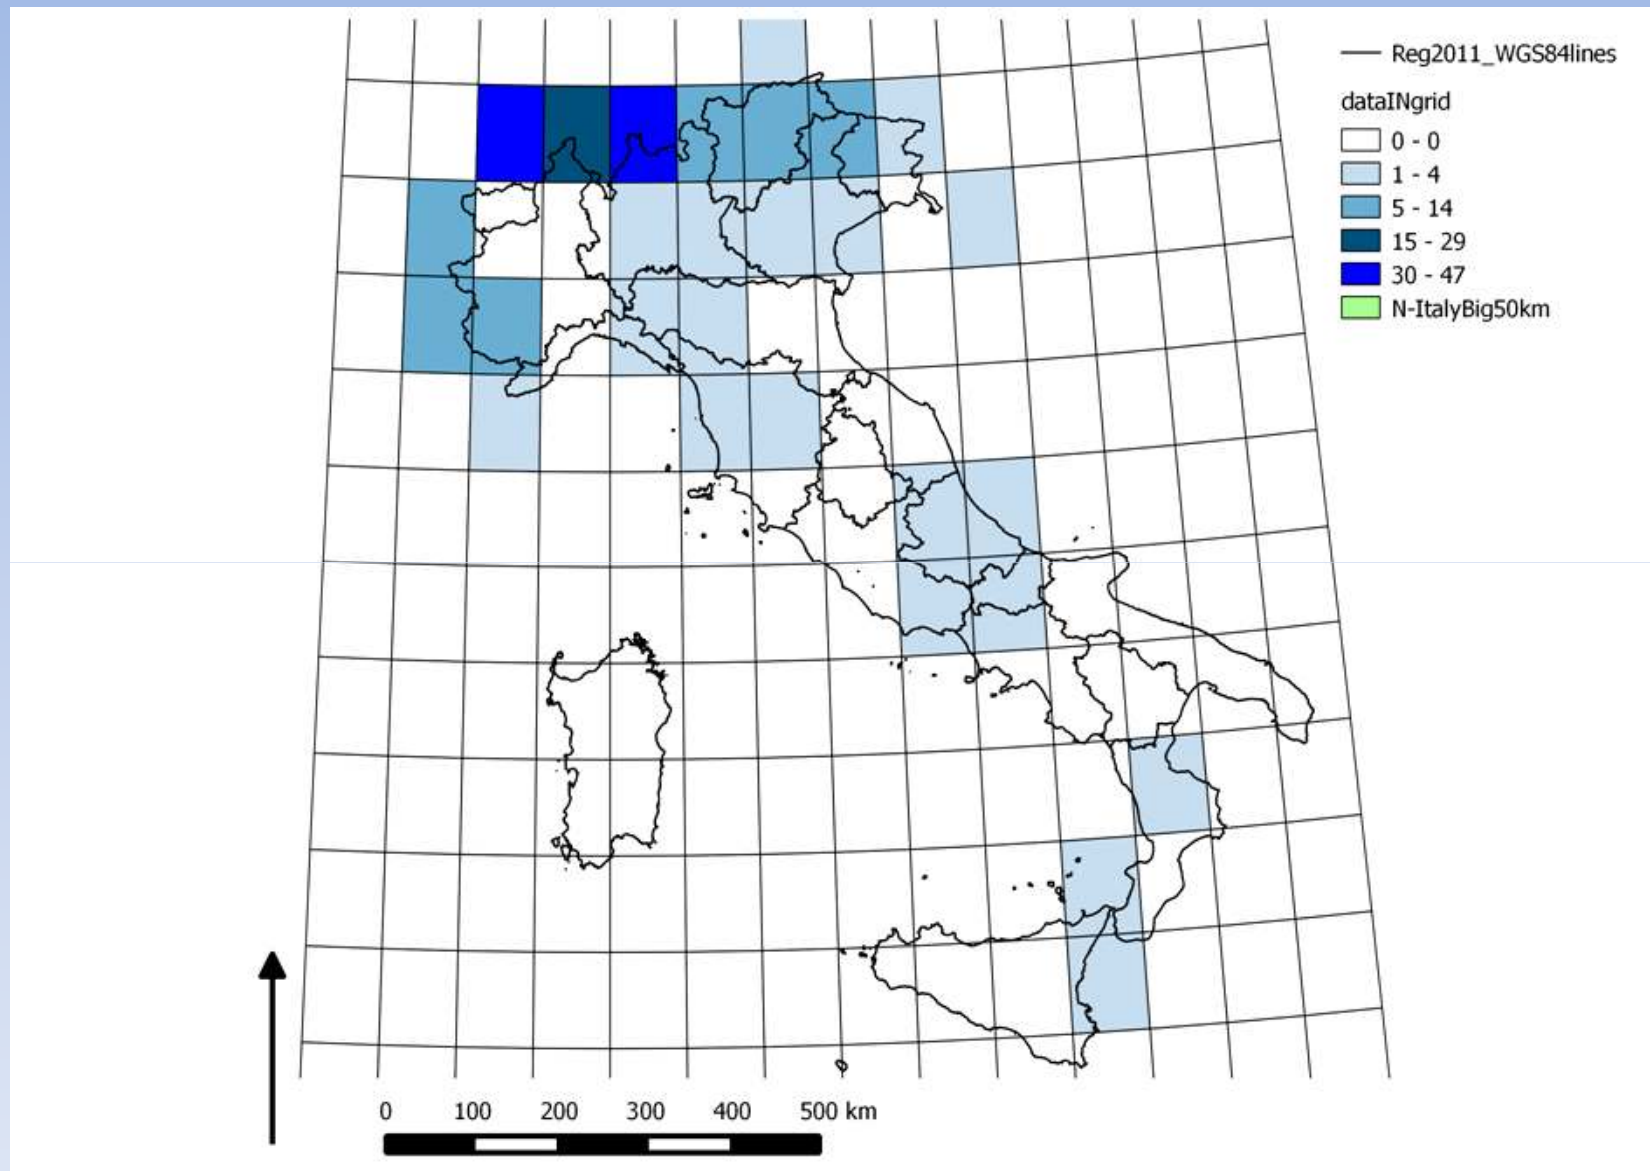 Reg2011_WGS84lines
dataINgrid
0 - 0
1 - 4
5 - 14
15 - 29
30 - 47
N-ItalyBig50km
0 100 200 300 400 500 km